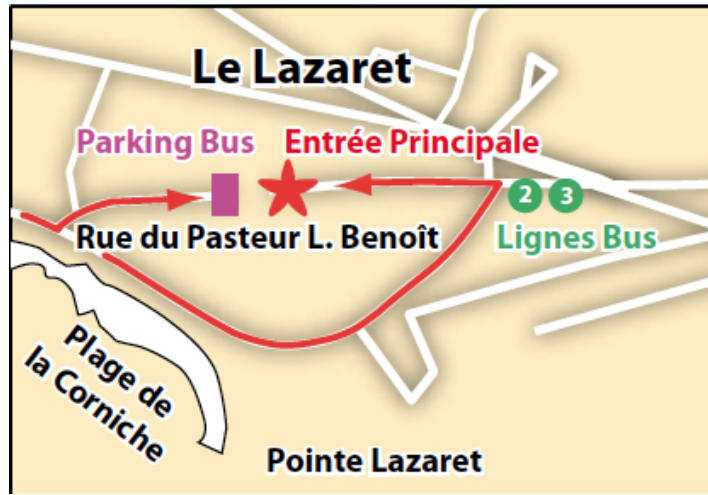 Le Lazaret
Parking Bus
Entrée Principale
2 3
Rue du Pasteur L. Benoît
Lignes Bus
Plage de
la Corniche
Pointe Lazaret